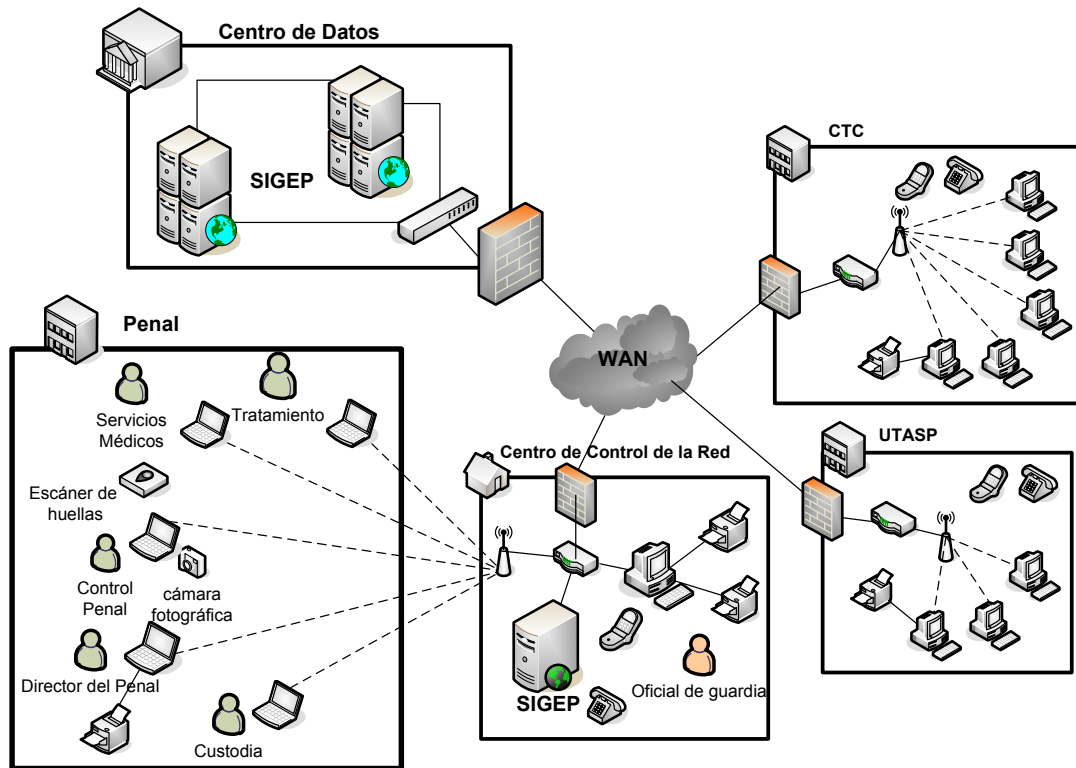 Centro de Datos
SIGEP
CTC
WAN
Penal
Servicios
Médicos
Tratamiento
Escáner de
huellas
Control
Penal
cámara
fotográfica
Director del Penal
Custodia
Centro de Control de la Red
SIGEP
Oficial de guardia
UTASP